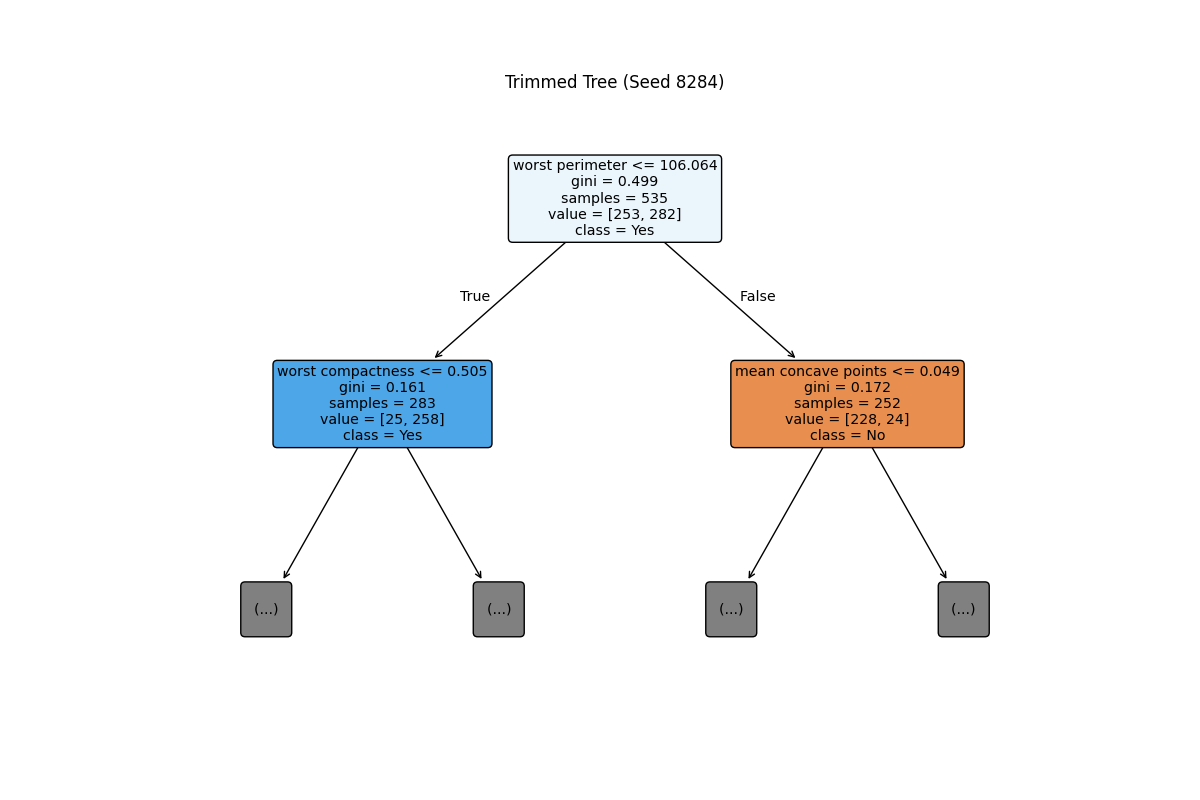 Trimmed Tree (Seed 8284)
worst perimeter <= 106.064
gini = 0.499
samples = 535
value = [253, 282]
class = Yes
True
False
worst compactness <= 0.505
gini = 0.161
samples = 283
value = [25, 258]
class = Yes
mean concave points <= 0.049
gini = 0.172
samples = 252
value = [228, 24]
class = No
(...)
(...)
(...)
(...)